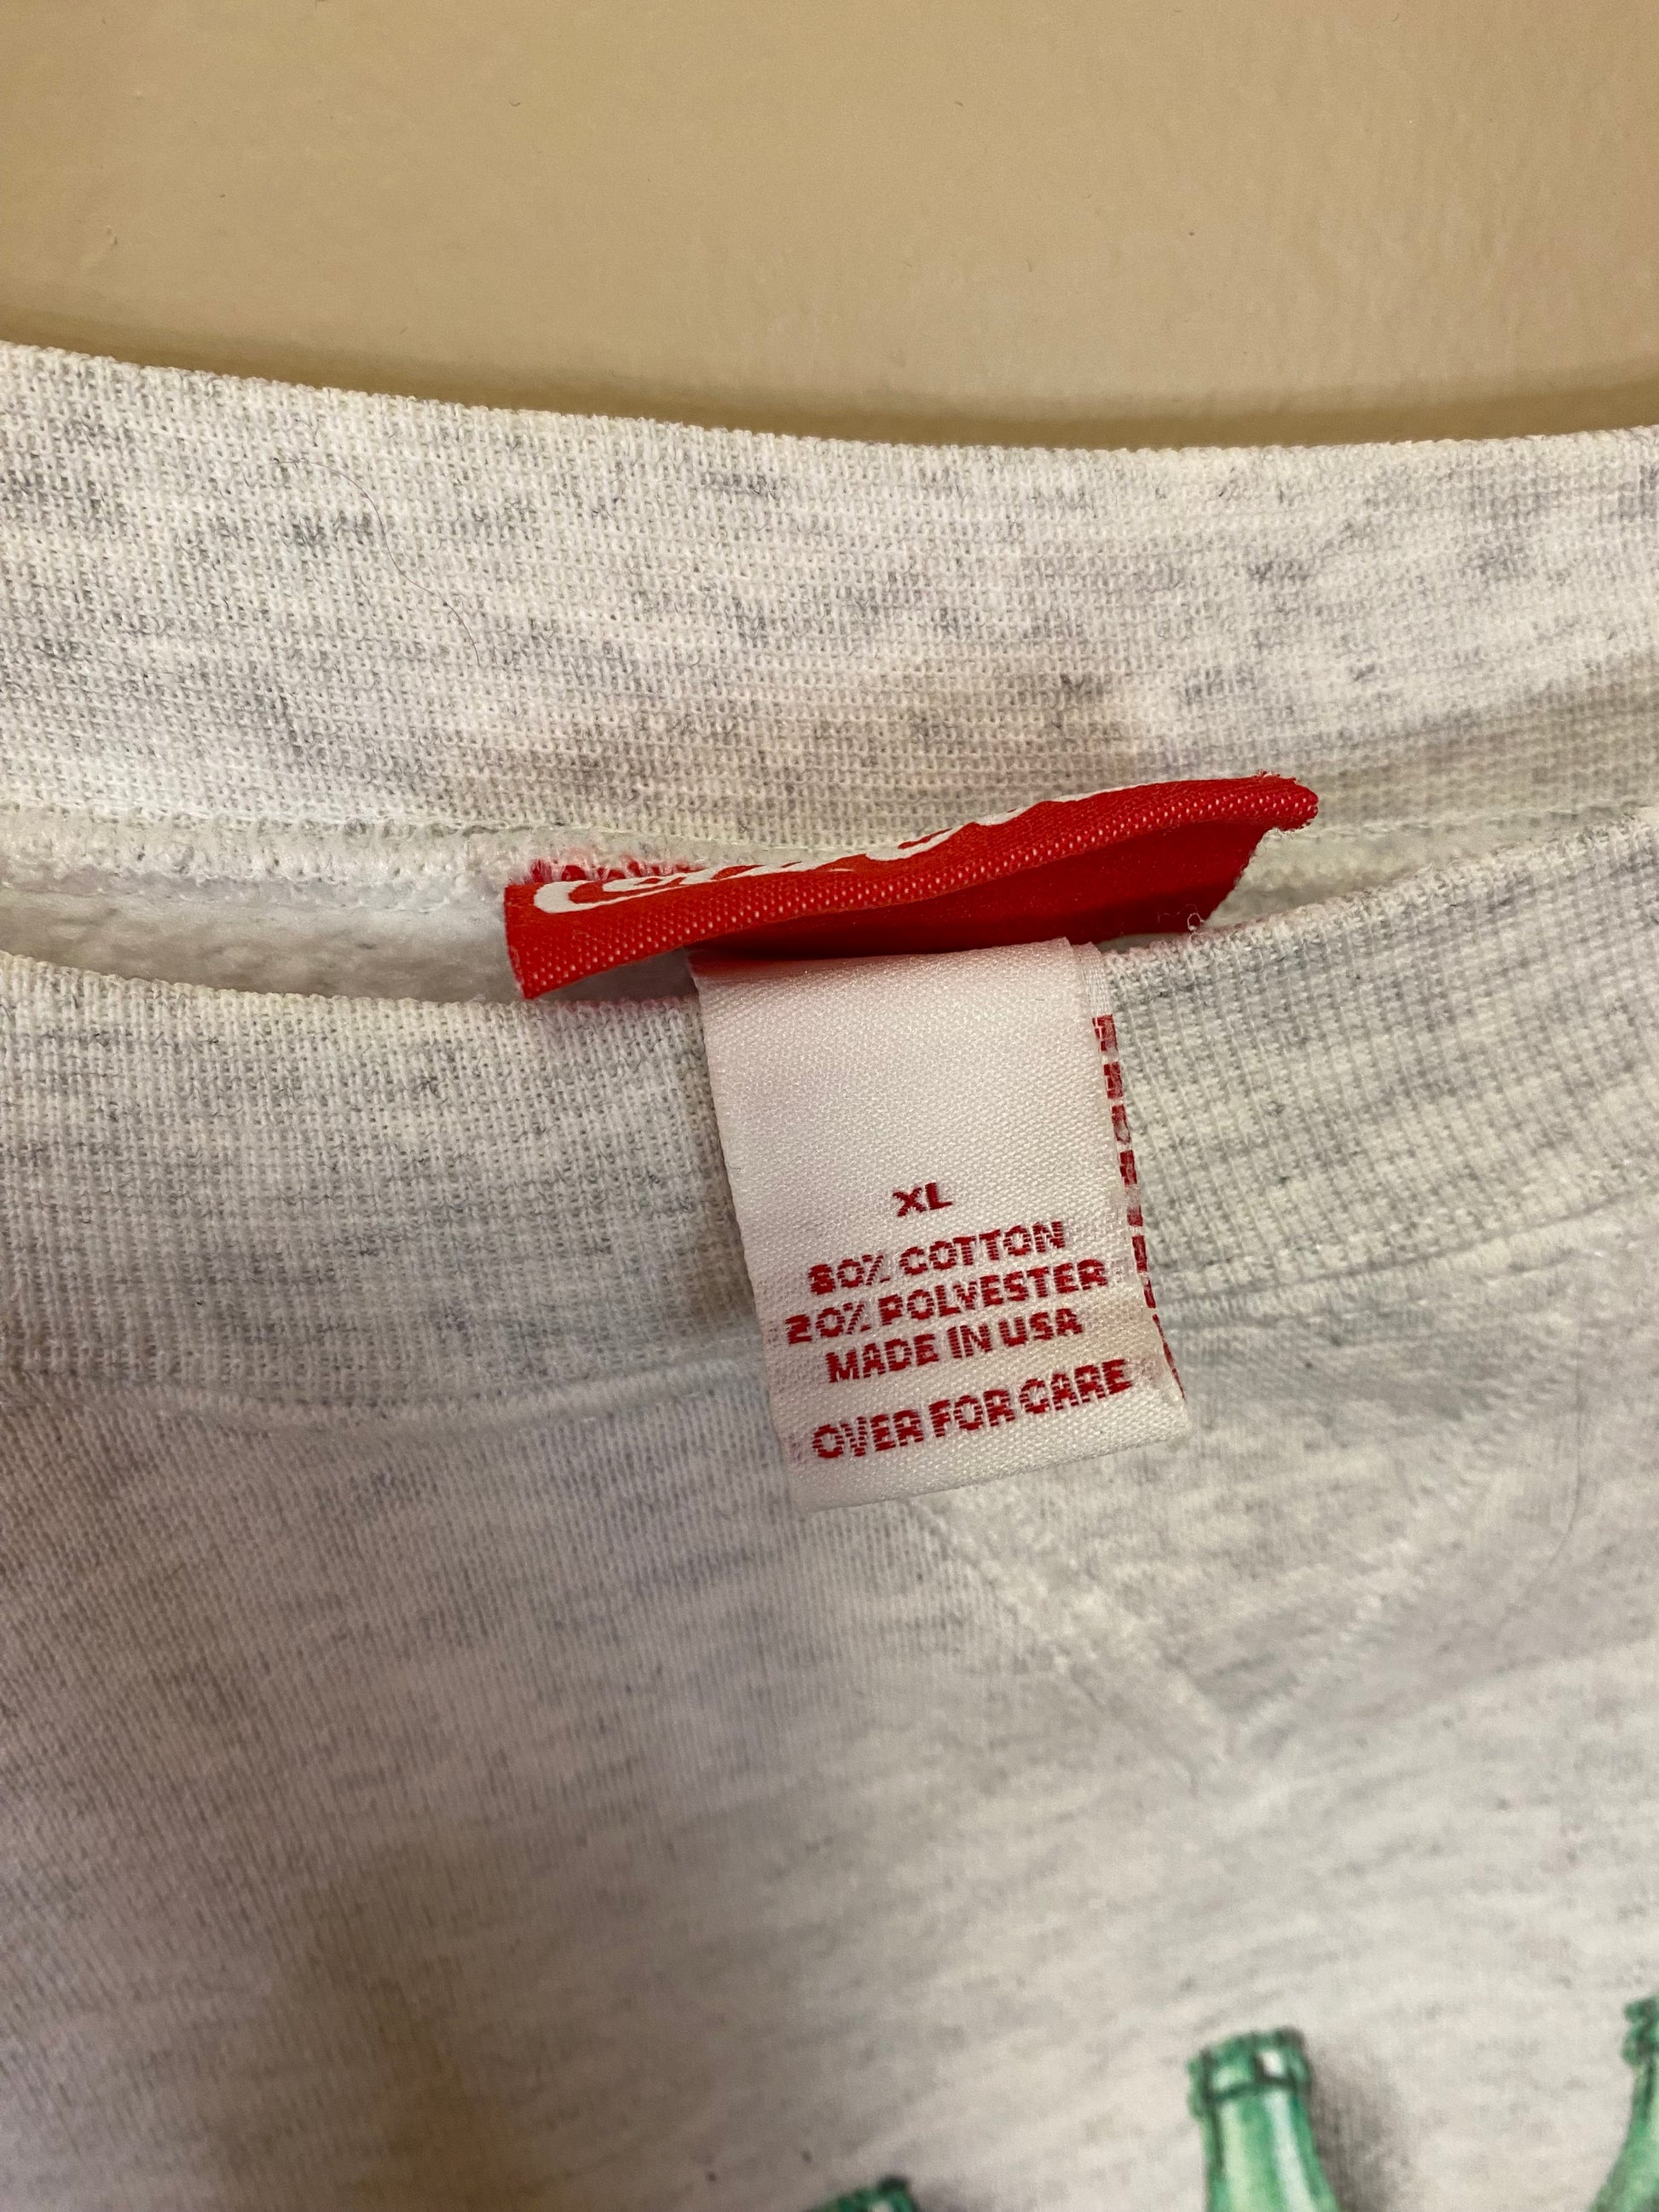 XL
80% COTTON
20% POLYESTER
MADE IN USA
OVER FOR CARE